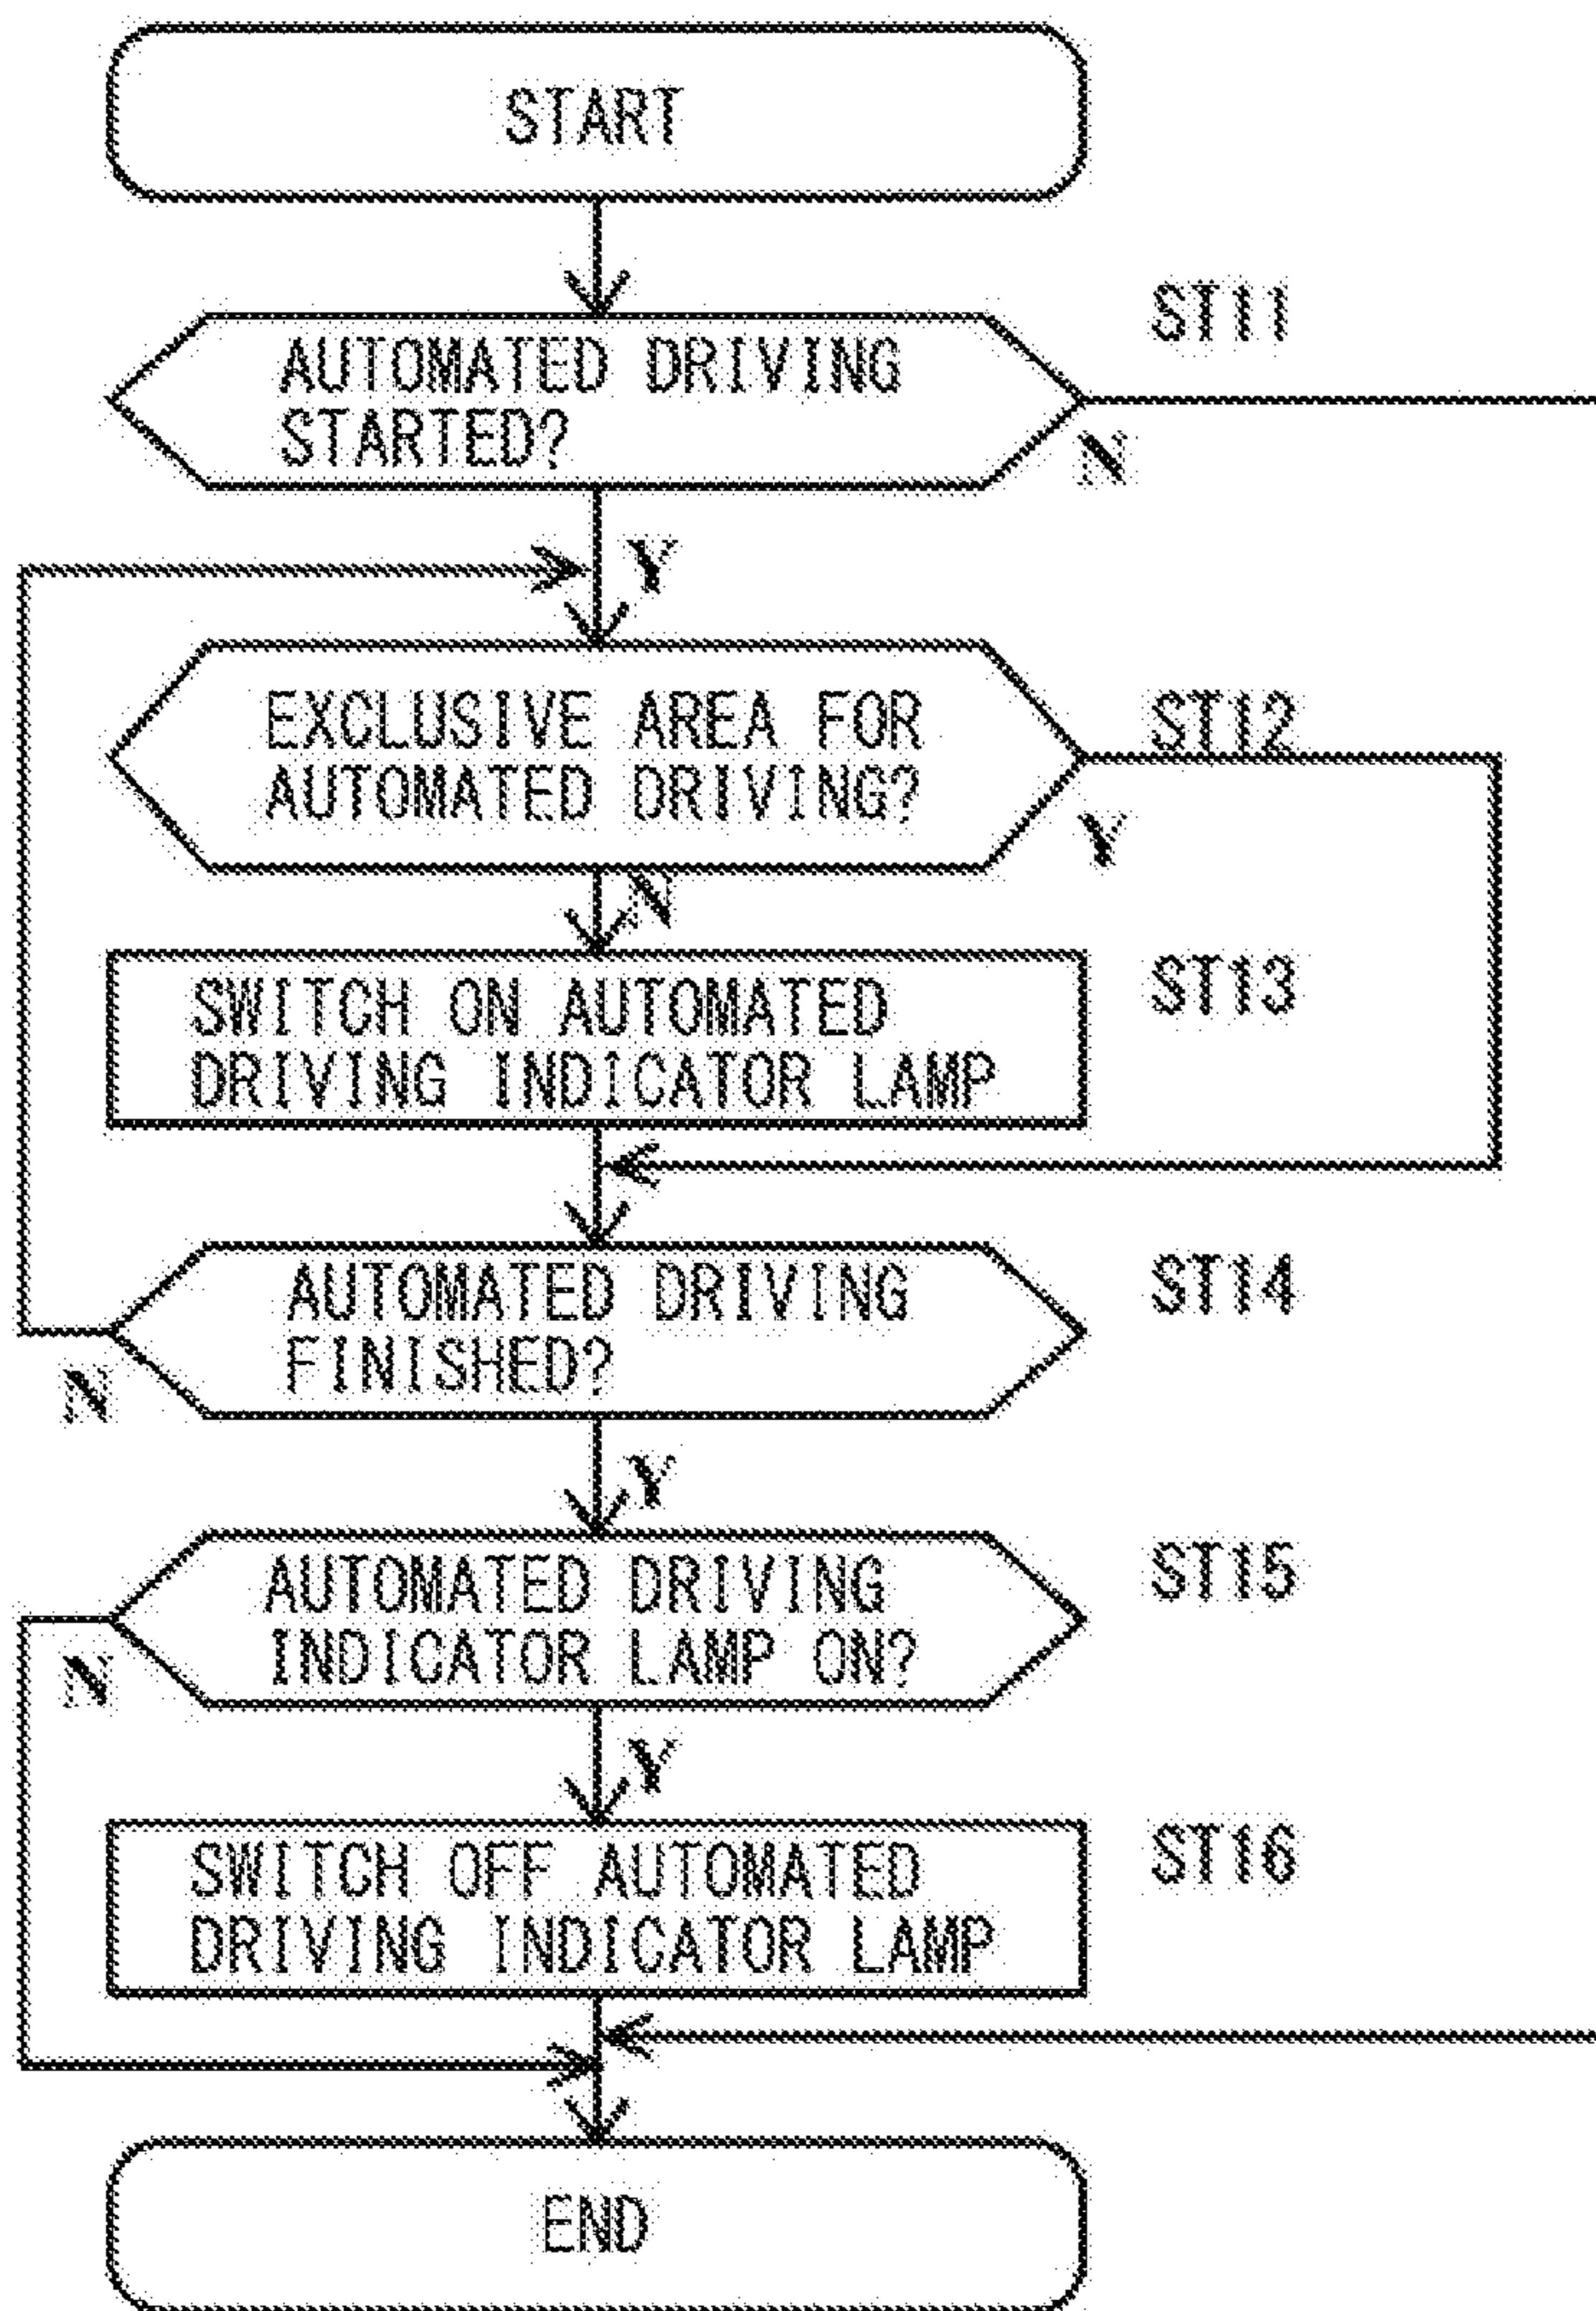 START
ST11
AUTOMATED DRIVING
STARTED?
N
Y
EXCLUSIVE AREA FOR
AUTOMATED DRIVING?
ST12
Y
N
SWITCH ON AUTOMATED
DRIVING INDICATOR LAMP
ST13
AUTOMATED DRIVING
FINISHED?
ST14
N
Y
AUTOMATED DRIVING
INDICATOR LAMP ON?
ST15
N
Y
SWITCH OFF AUTOMATED
DRIVING INDICATOR LAMP
ST16
END